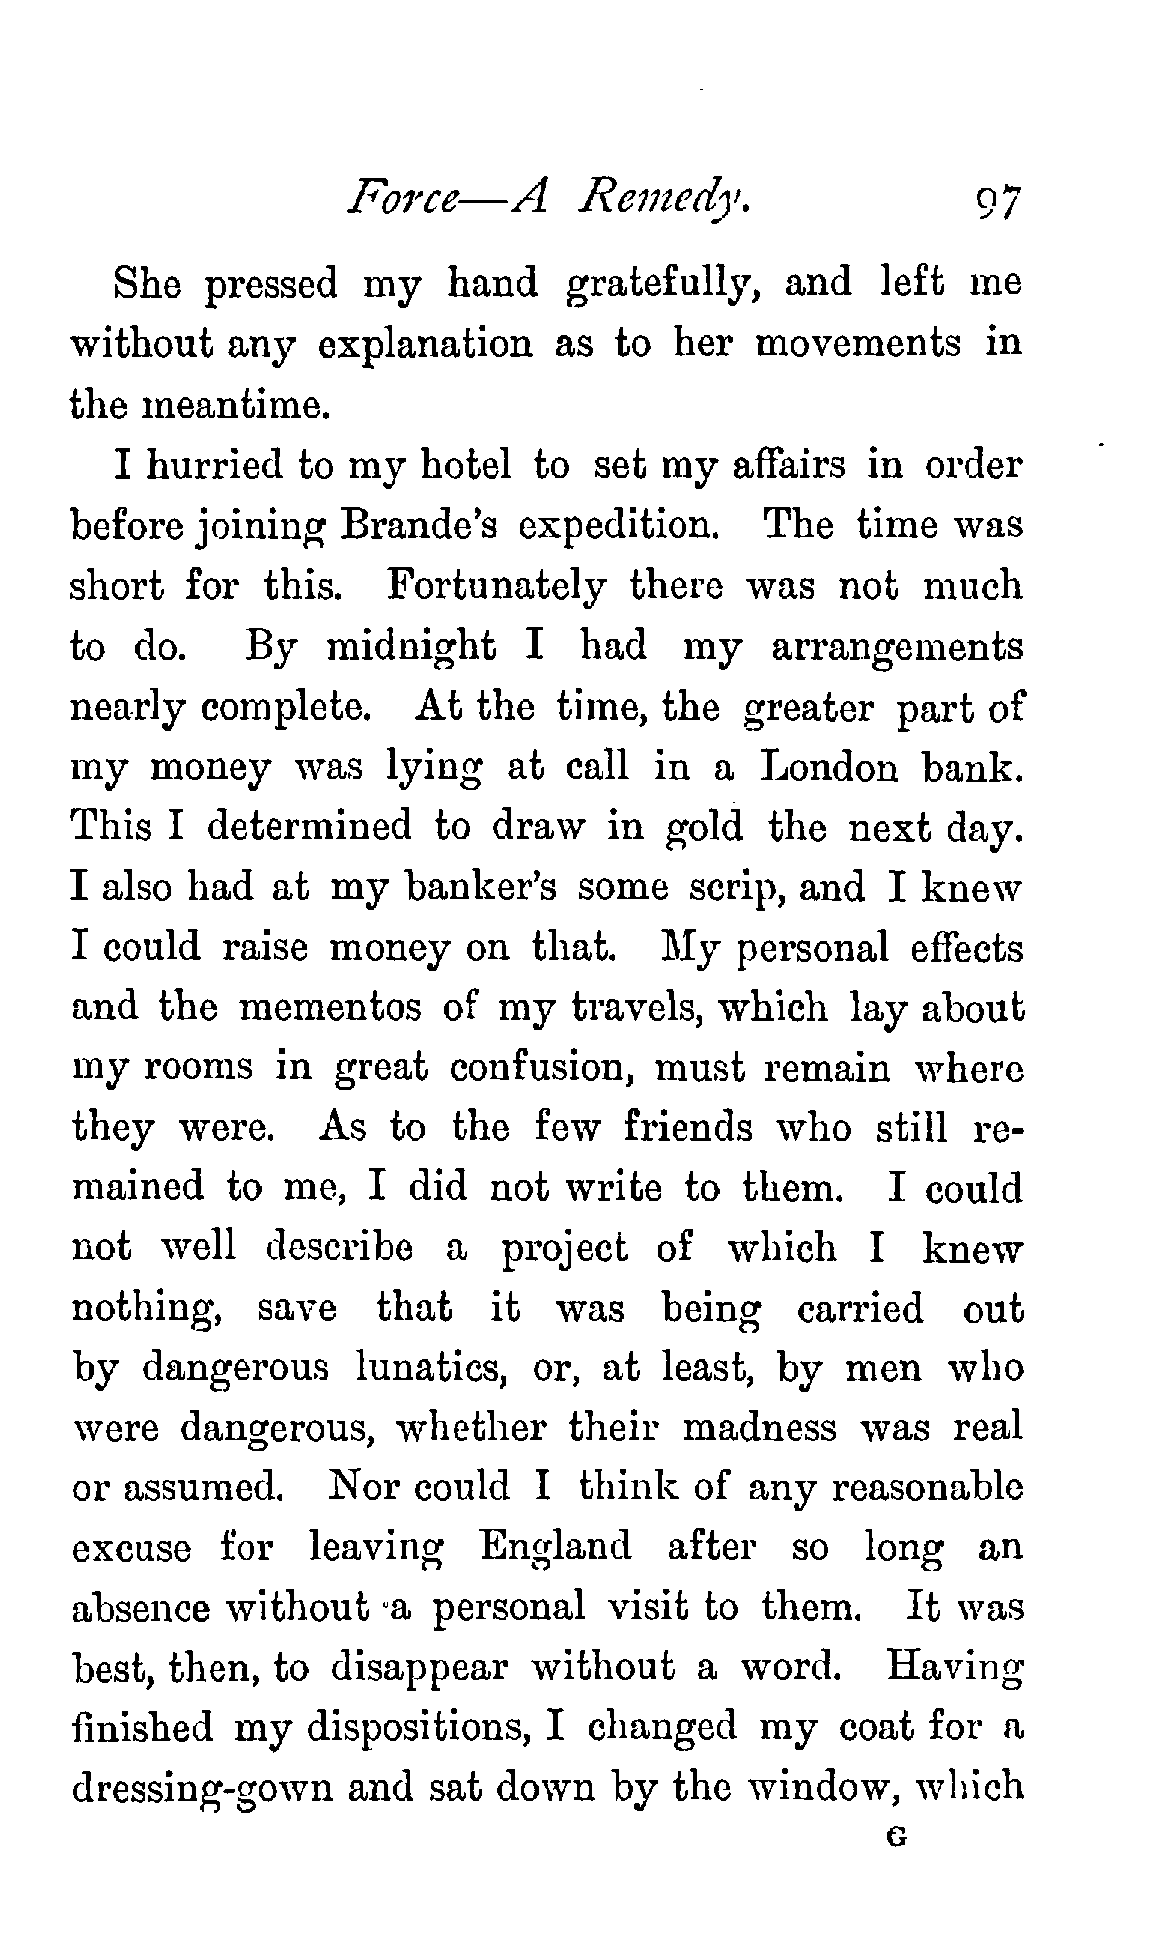 Force—A Remedy. 97
She pressed my hand gratefully, and left me
without any explanation as to her movements in
the meantime.
I hurried to my hotel to set my affairs in order
before joining Brande's expedition. The time was
short for this. Fortunately there was not much
to do. By midnight I had my arrangements
nearly complete. At the time, the greater part of
my money was lying at call in a London bank.
This I determined to draw in gold the next day.
I also had at my banker's some scrip, and I knew
I could raise money on that. My personal effects
and the mementos of my travels, which lay about
my rooms in great confusion, must remain where
they were. As to the few friends who still re-
mained to me, I did not write to them. I could
not well describe a project of which I knew
nothing, save that it was being carried out
by dangerous lunatics, or, at least, by men who
were dangerous, whether their madness was real
or assumed. Nor could I think of any reasonable
excuse for leaving England after so long an
absence without a personal visit to them. It was
best, then, to disappear without a word. Having
finished my dispositions, I changed my coat for a
dressing-gown and sat down by the window, which
G